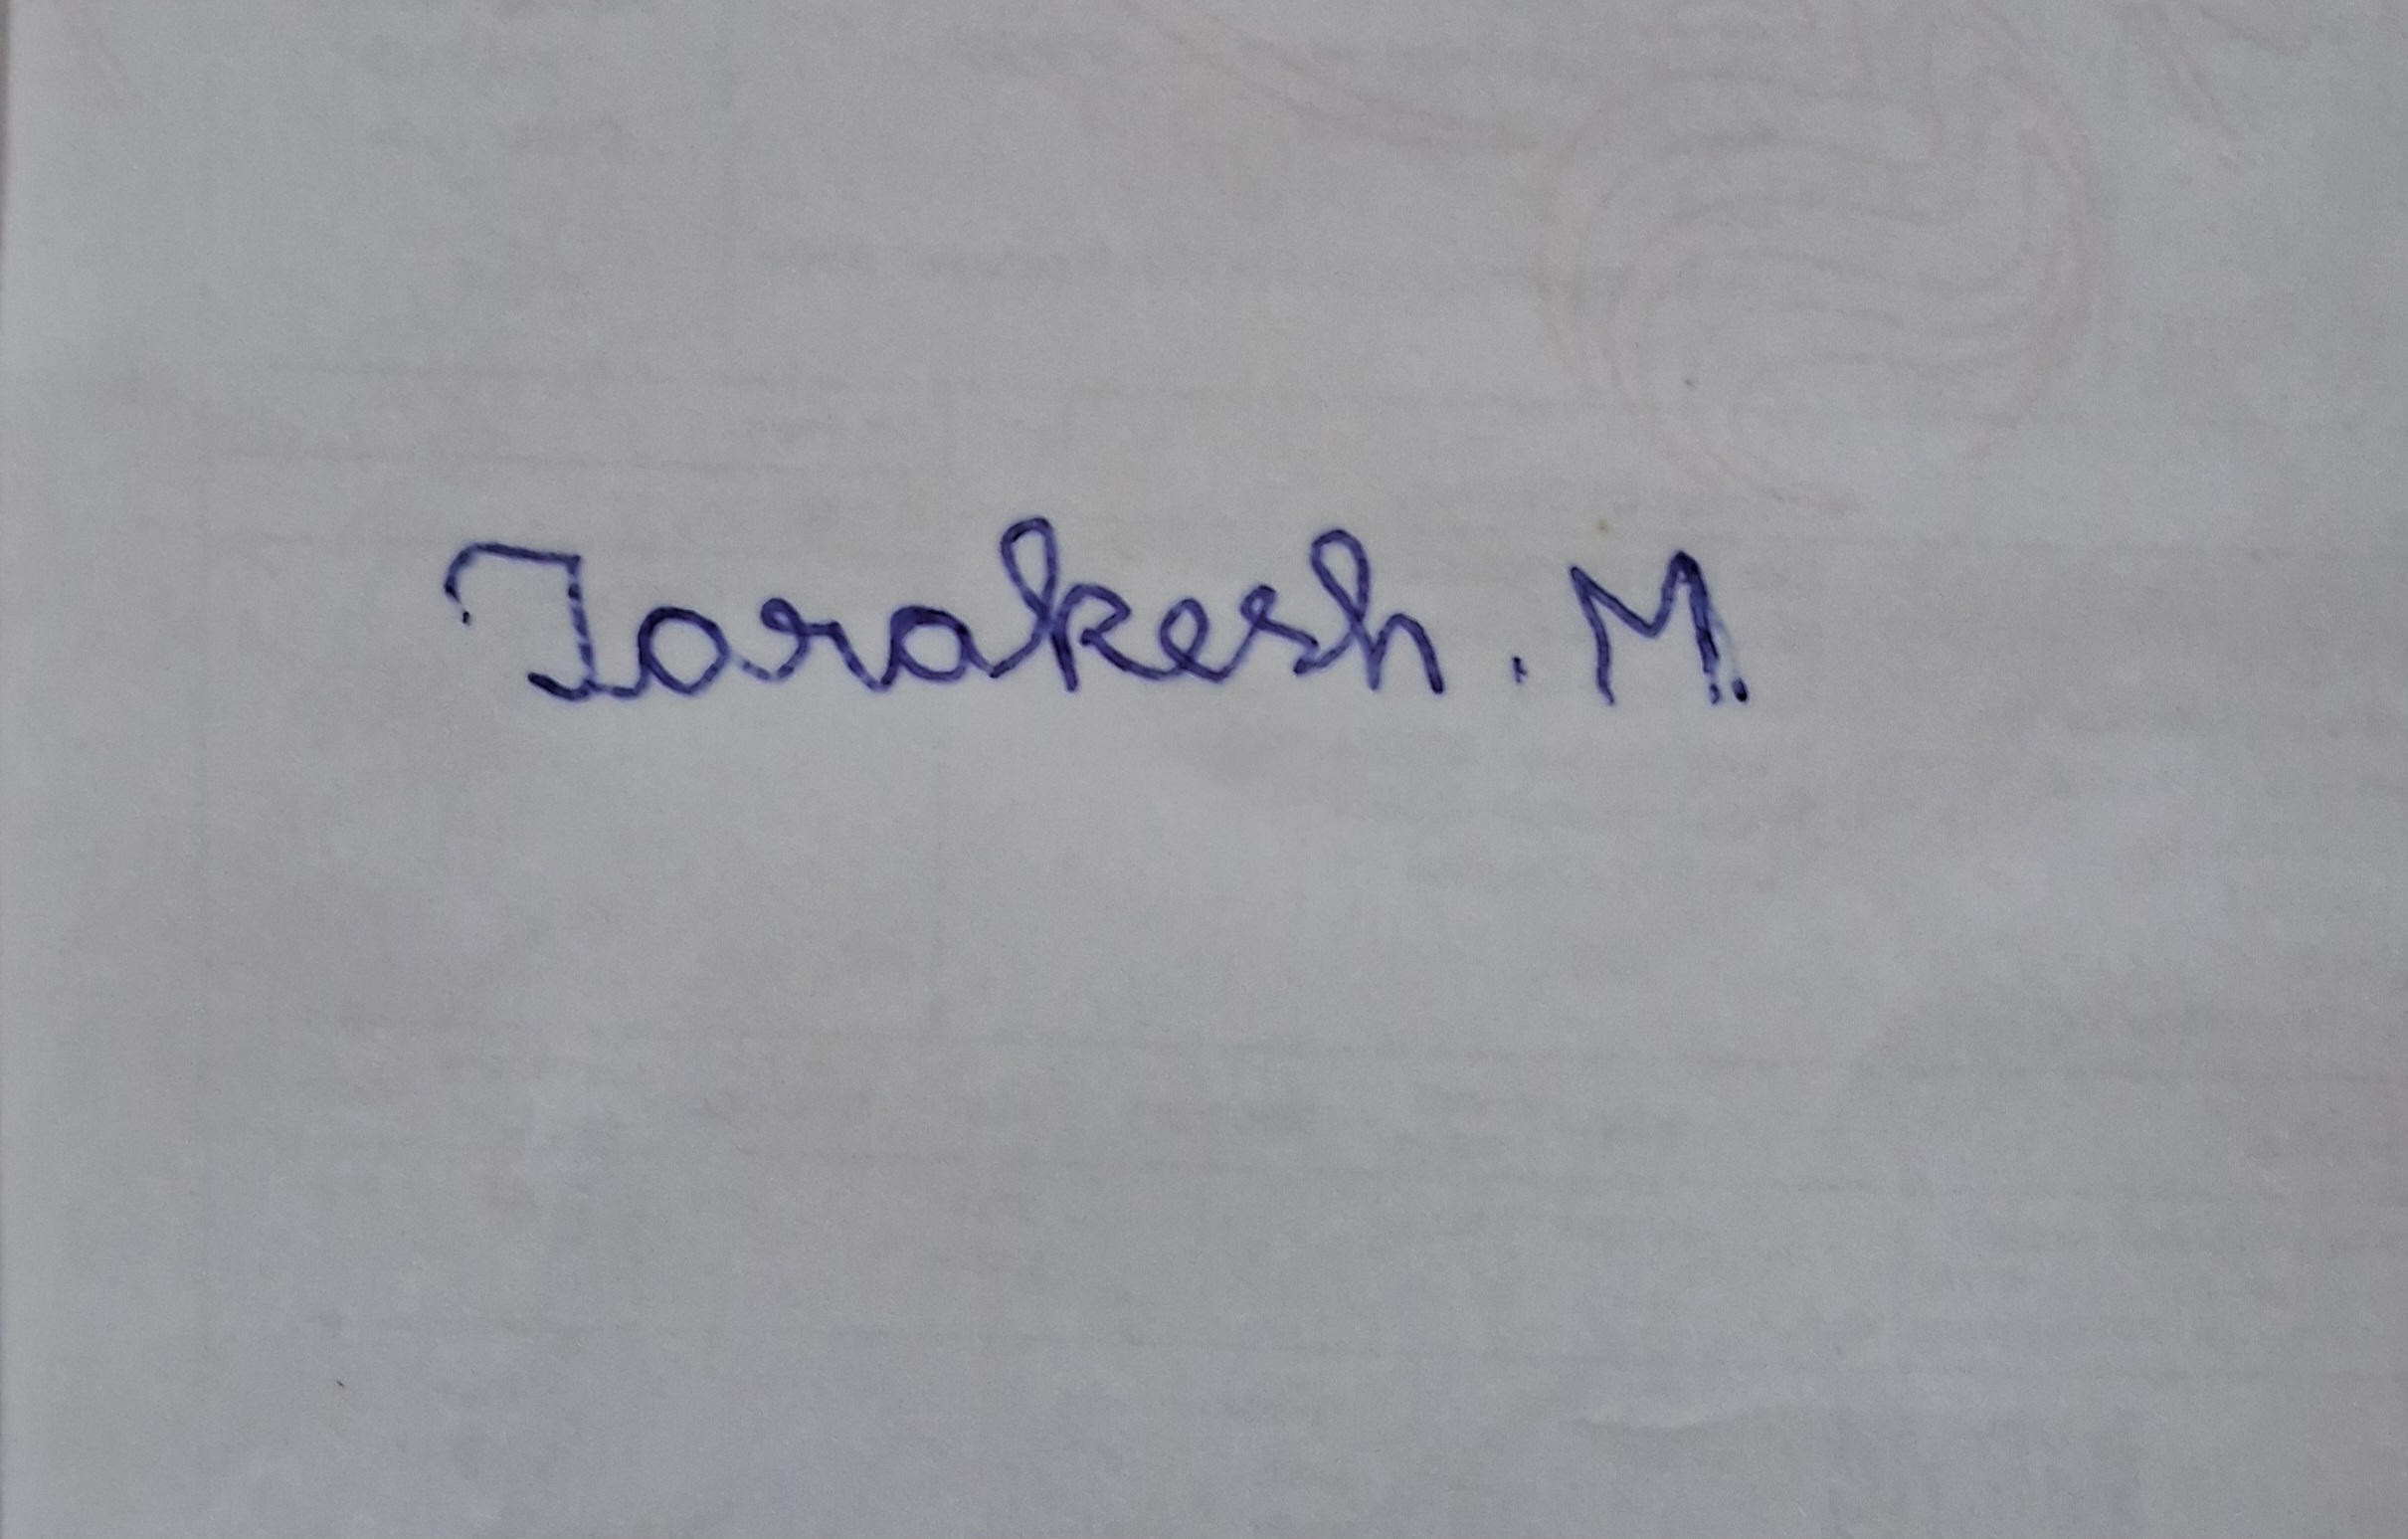 Tarakesh . M.